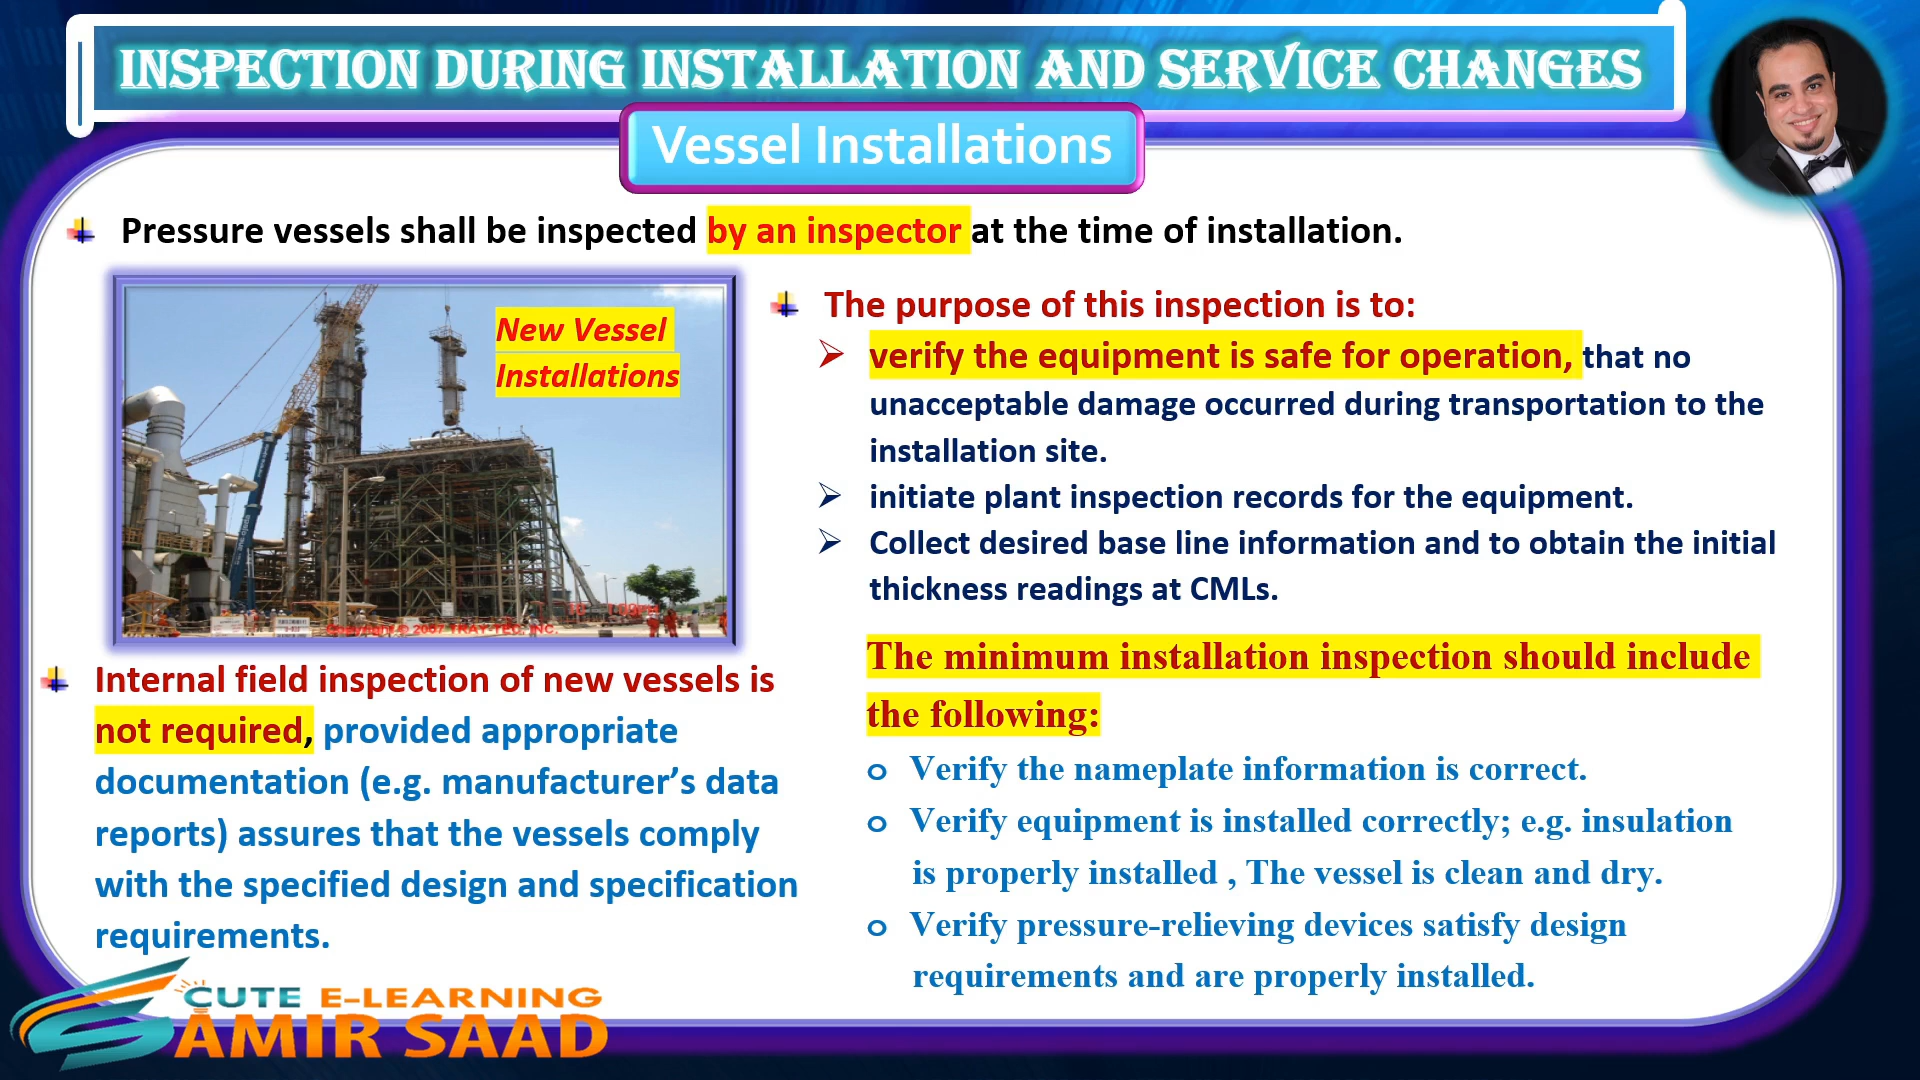 INSPECTION DURING INSTALLATION AND SERVICE CHANGES
Vessel Installations
Pressure vessels shall be inspected by an inspector at the time of installation.
New Vessel
Installations
Copyright © 2007 TRAY-TEC, INC.
Internal field inspection of new vessels is
not required, provided appropriate
documentation (e.g. manufacturer’s data
reports) assures that the vessels comply
with the specified design and specification
requirements.
The purpose of this inspection is to:
verify the equipment is safe for operation, that no
unacceptable damage occurred during transportation to the
installation site.
initiate plant inspection records for the equipment.
Collect desired base line information and to obtain the initial
thickness readings at CMLs.
The minimum installation inspection should include
the following:
o Verify the nameplate information is correct.
o Verify equipment is installed correctly; e.g. insulation
is properly installed , The vessel is clean and dry.
o Verify pressure-relieving devices satisfy design
requirements and are properly installed.
CUTE E-LEARNING
AMIR SAAD